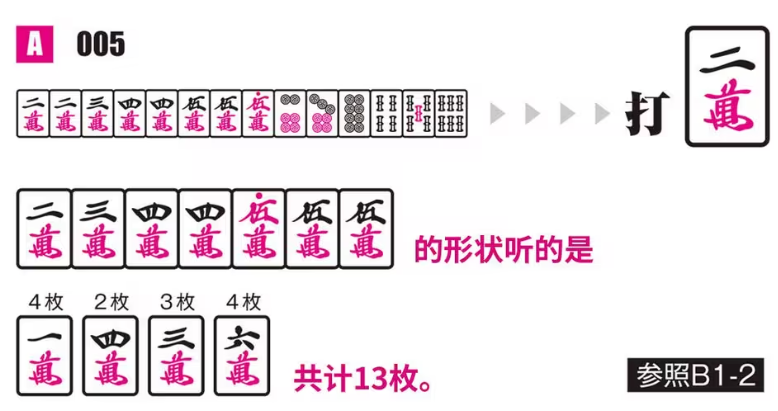 A 005
二萬 二萬 三萬 四萬 四萬 伍萬 伍萬 伍萬 打 二萬
二萬 三萬 四萬 四萬 伍萬 伍萬 伍萬 的形状听的是
4枚 2枚 3枚 4枚
一萬 四萬 三萬 六萬 共计13枚。
参照B1-2